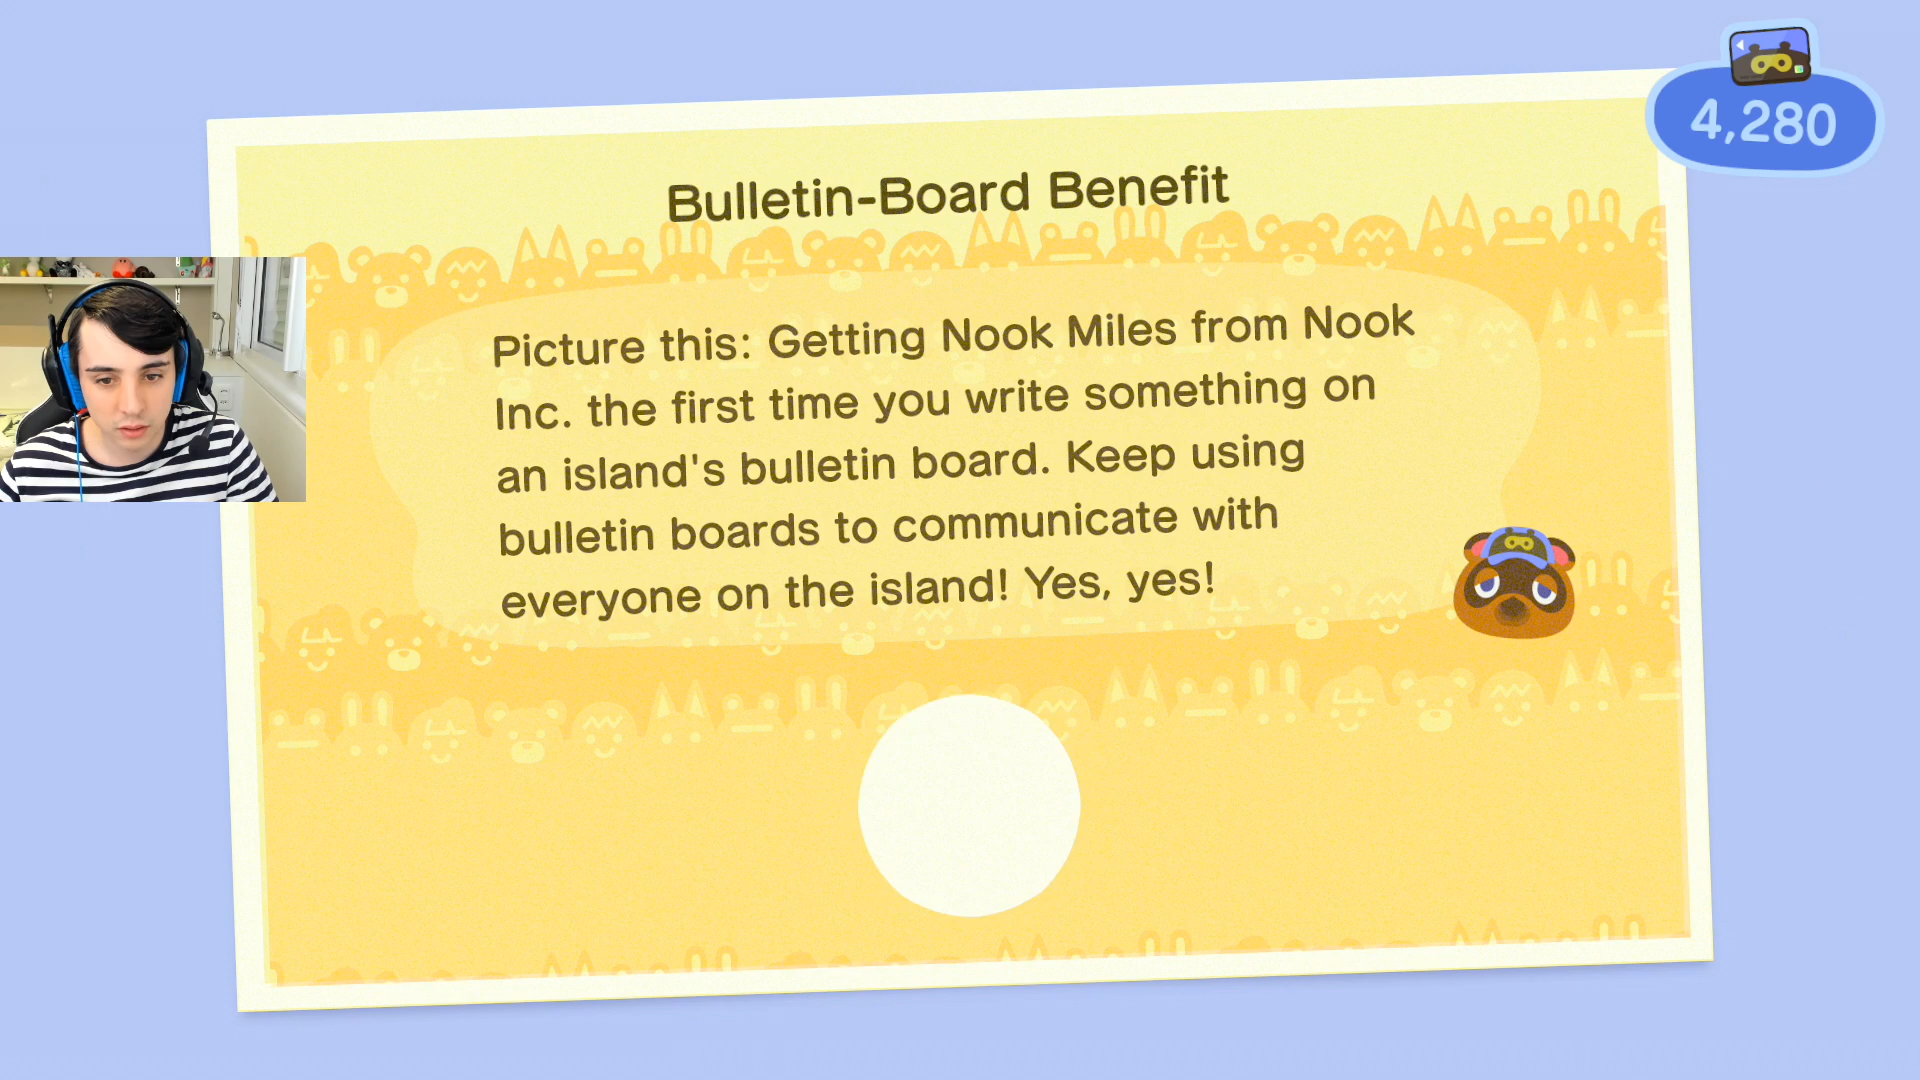 4,280
Bulletin-Board Benefit
Picture this: Getting Nook Miles from Nook
Inc. the first time you write something on
an island's bulletin board. Keep using
bulletin boards to communicate with
everyone on the island! Yes, yes!